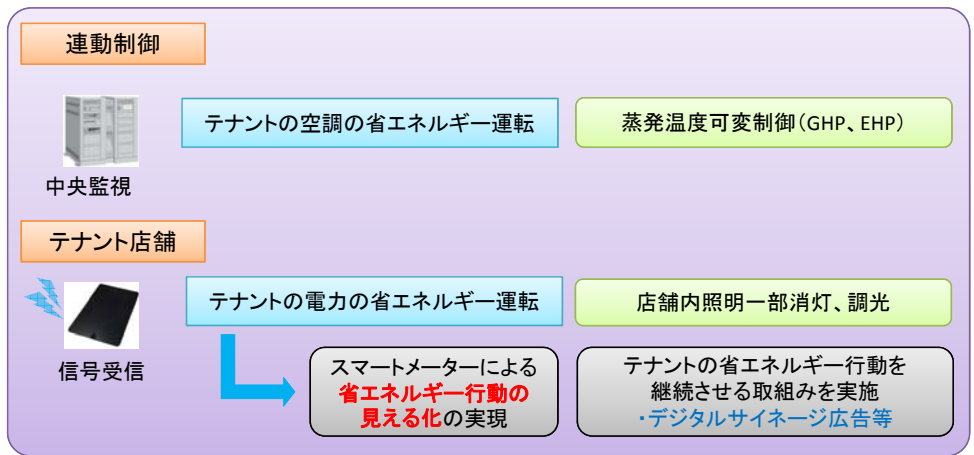 連動制御
テナントの空調の省エネルギー運転
蒸発温度可変制御（GHP、EHP）
中央監視
テナント店舗
テナントの電力の省エネルギー運転
店舗内照明一部消灯、調光
信号受信
スマートメーターによる
省エネルギー行動の
見える化の実現
テナントの省エネルギー行動を
継続させる取組みを実施
・デジタルサイネージ広告等